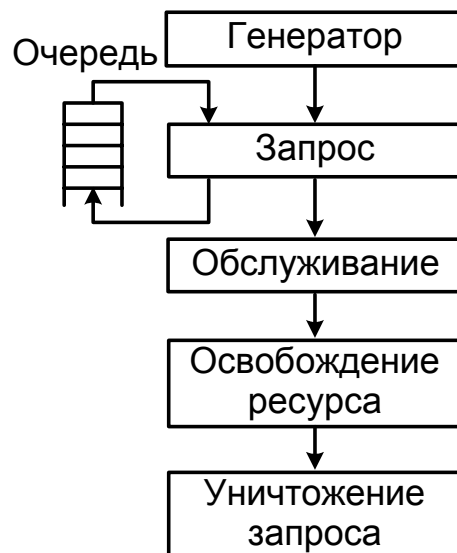 Генератор
Очередь
Запрос
Обслуживание
Освобождение
ресурса
Уничтожение
запроса